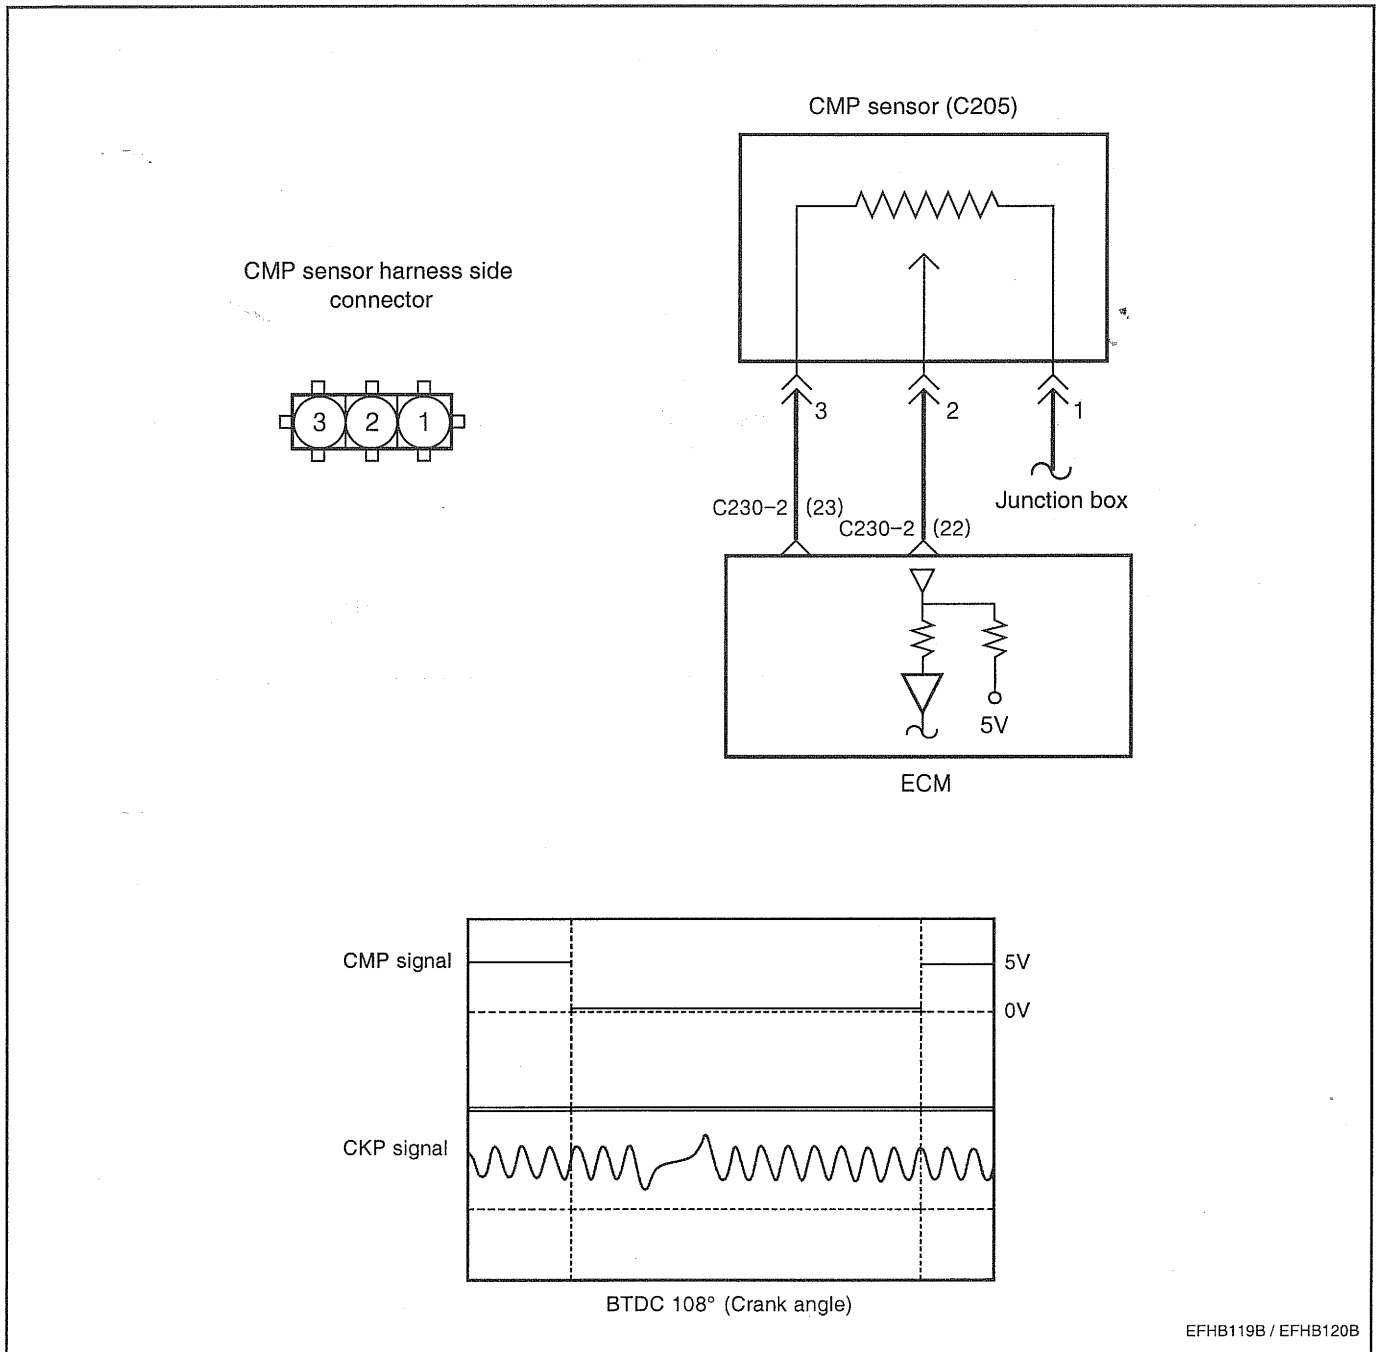 CMP sensor (C205)
CMP sensor harness side
connector
3 2 1
3
2
1
C230-2 (23)
C230-2 (22)
Junction box
5V
ECM
CMP signal
5V
0V
CKP signal
BTDC 108° (Crank angle)
EFHB119B / EFHB120B